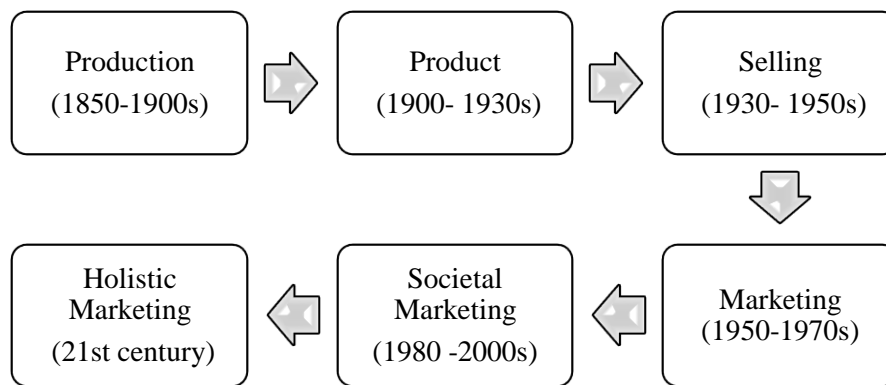 Production
(1850-1900s)
Product
(1900- 1930s)
Selling
(1930- 1950s)
Marketing
(1950-1970s)
Societal
Marketing
(1980 -2000s)
Holistic
Marketing
(21st century)